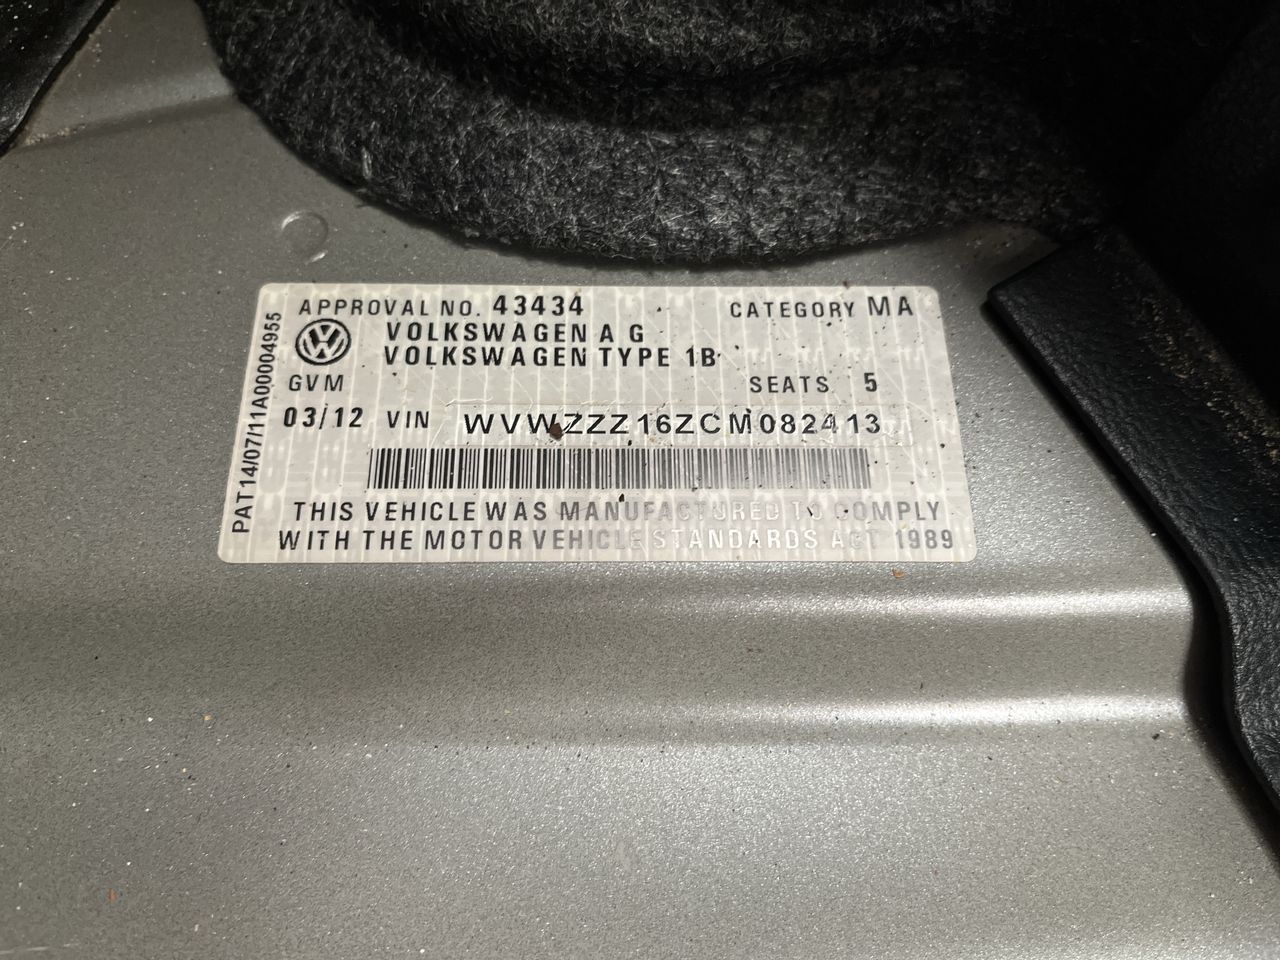 APPROVAL NO. 43434 CATEGORY MA
VOLKSWAGEN A G
VOLKSWAGEN TYPE 1B
GVM SEATS 5
03/12 VIN WVWZZZ16ZCM082413
THIS VEHICLE WAS MANUFACTURED TO COMPLY
WITH THE MOTOR VEHICLE STANDARDS ACT 1989
PAT14/07/11A00004955